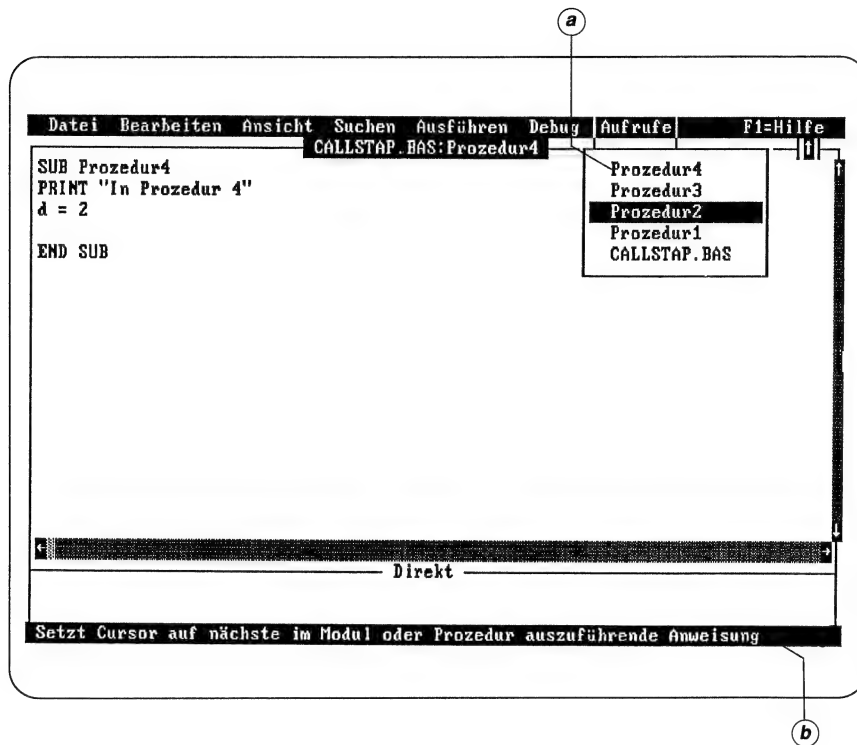 a
Datei Bearbeiten Ansicht Suchen Ausführen Debug Aufrufe F1=Hilfe
CALLSTAP.BAS:Prozedur4
SUB Prozedur4
PRINT "In Prozedur 4"
d = 2
END SUB
Prozedur4
Prozedur3
Prozedur2
Prozedur1
CALLSTAP.BAS
Direkt
Setzt Cursor auf nächste im Modul oder Prozedur auszuführende Anweisung
b